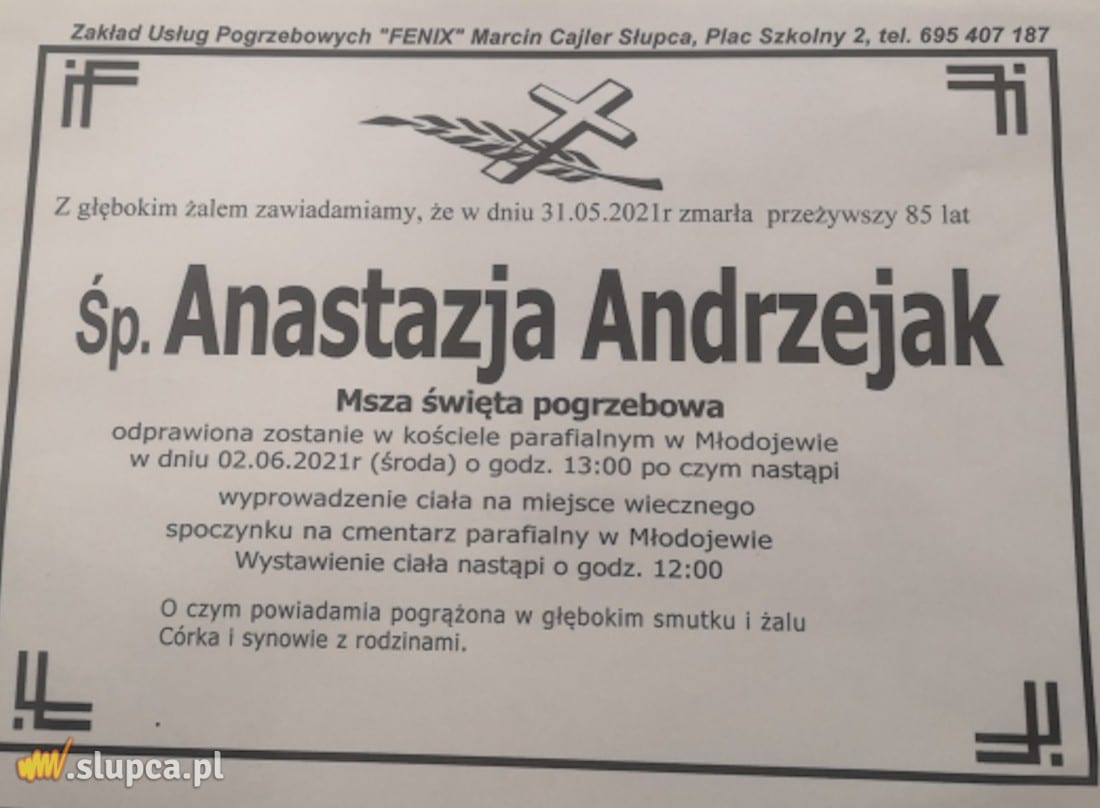 Zakład Usług Pogrzebowych "FENIX" Marcin Cajler Słupca, Plac Szkolny 2, tel. 695 407 187
Z głębokim żalem zawiadamiamy, że w dniu 31.05.2021r zmarła przeżywszy 85 lat
Śp. Anastazja Andrzejak
Msza święta pogrzebowa
odprawiona zostanie w kościele parafialnym w Młodojewie
w dniu 02.06.2021r (środa) o godz. 13:00 po czym nastąpi
wyprowadzenie ciała na miejsce wiecznego
spoczynku na cmentarz parafialny w Młodojewie
Wystawienie ciała nastąpi o godz. 12:00
O czym powiadamia pogrążona w głębokim smutku i żalu
Córka i synowie z rodzinami.
www.slupca.pl